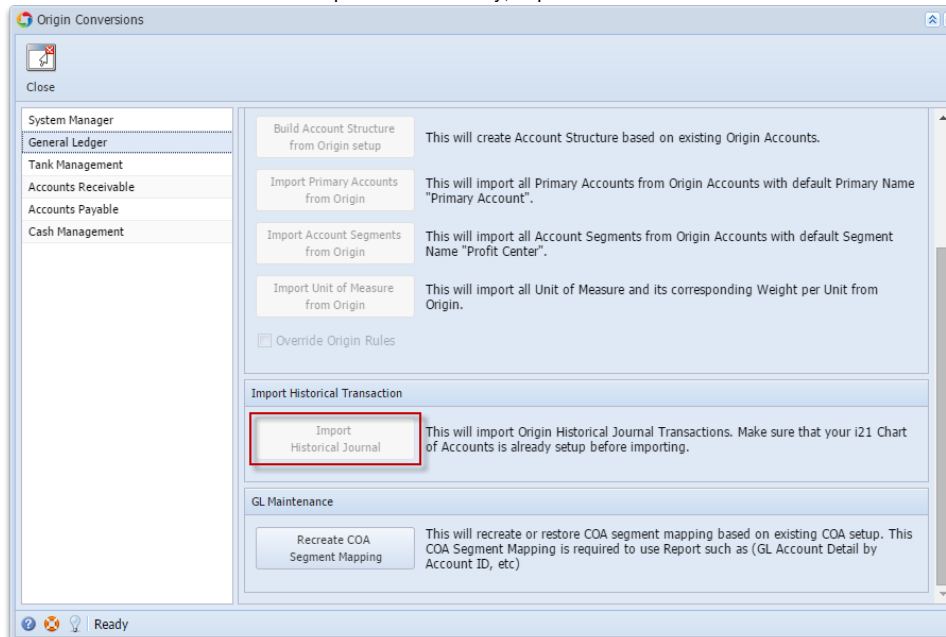 Origin Conversions
Close
System Manager
General Ledger
Tank Management
Accounts Receivable
Accounts Payable
Cash Management
Build Account Structure
from Origin setup
This will create Account Structure based on existing Origin Accounts.
Import Primary Accounts
from Origin
This will import all Primary Accounts from Origin Accounts with default Primary Name
"Primary Account".
Import Account Segments
from Origin
This will import all Account Segments from Origin Accounts with default Segment
Name "Profit Center".
Import Unit of Measure
from Origin
This will import all Unit of Measure and its corresponding Weight per Unit from
Origin.
Override Origin Rules
Import Historical Transaction
Import
Historical Journal
This will import Origin Historical Journal Transactions. Make sure that your i21 Chart
of Accounts is already setup before importing.
GL Maintenance
Recreate COA
Segment Mapping
This will recreate or restore COA segment mapping based on existing COA setup. This
COA Segment Mapping is required to use Report such as (GL Account Detail by
Account ID, etc)
Ready